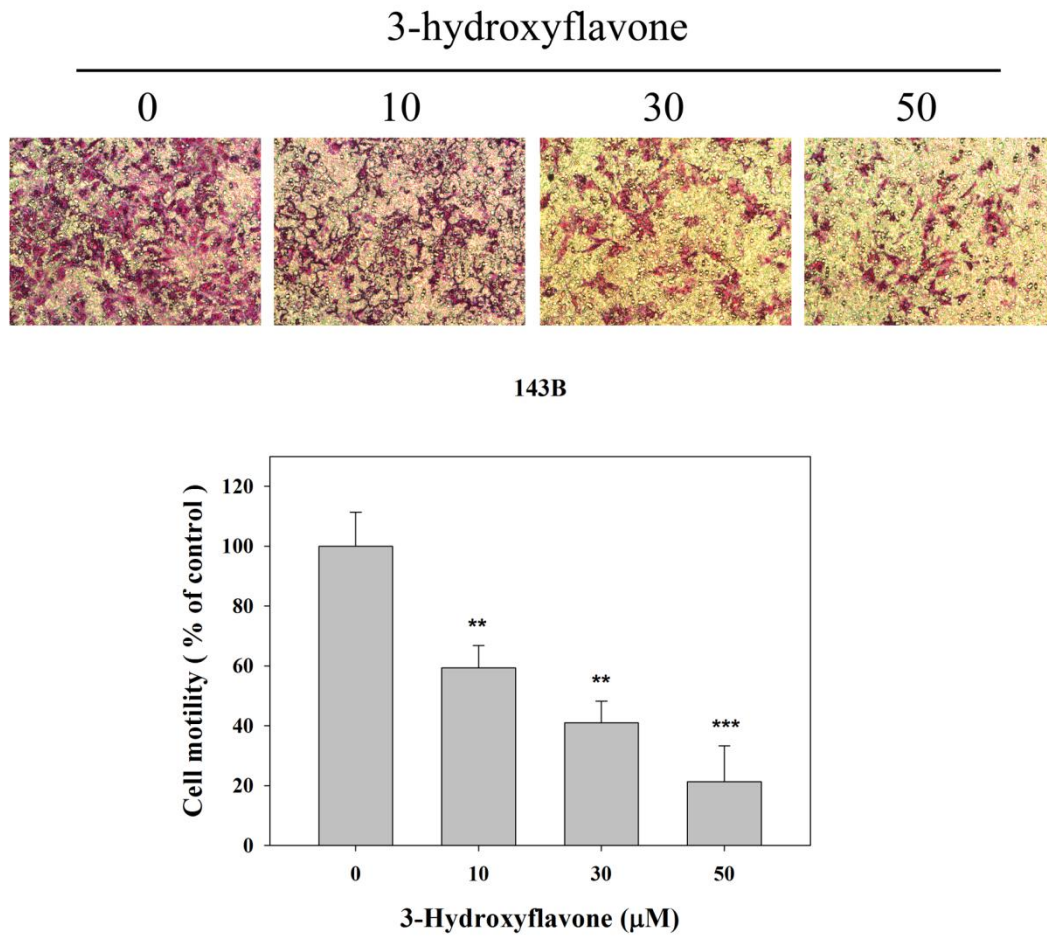 3-hydroxyflavone
0 10 30 50
143B
Cell motility ( % of control )
120
100
80
60
40
20
0
**
**
***
0 10 30 50
3-Hydroxyflavone (μM)